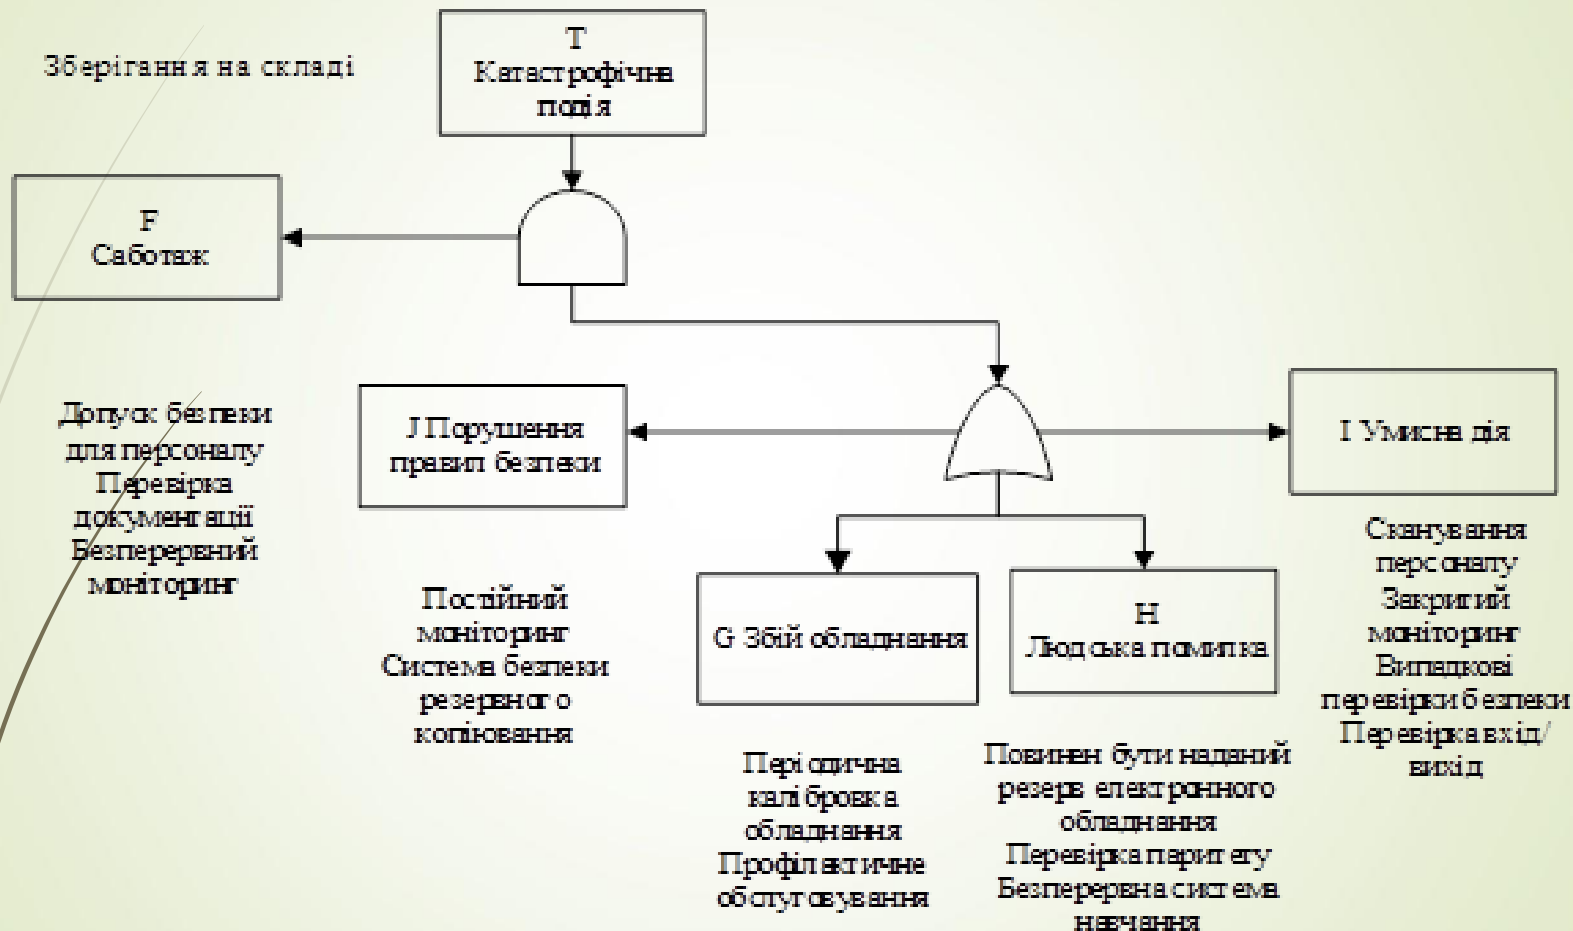 Зберігання на складі
T
Катастрофічна
подія
F
Саботаж
Допуск безпеки
для персоналу
Перевірка
документації
Безперервний
моніторинг
J Порушення
правил безпеки
Постійний
моніторинг
Система безпеки
резервного
копіювання
G Збій обладнання
Періодична
калібровка
обладнання
Профілактичне
обслуговування
H
Людська помилка
Повинен бути наданий
резерв електронного
обладнання
Перевірка паритету
Безперервна система
навчання
I Умисна дія
Сканування
персоналу
Закритий
моніторинг
Випадкові
перевірки безпеки
Перевірка вхід/
вихід